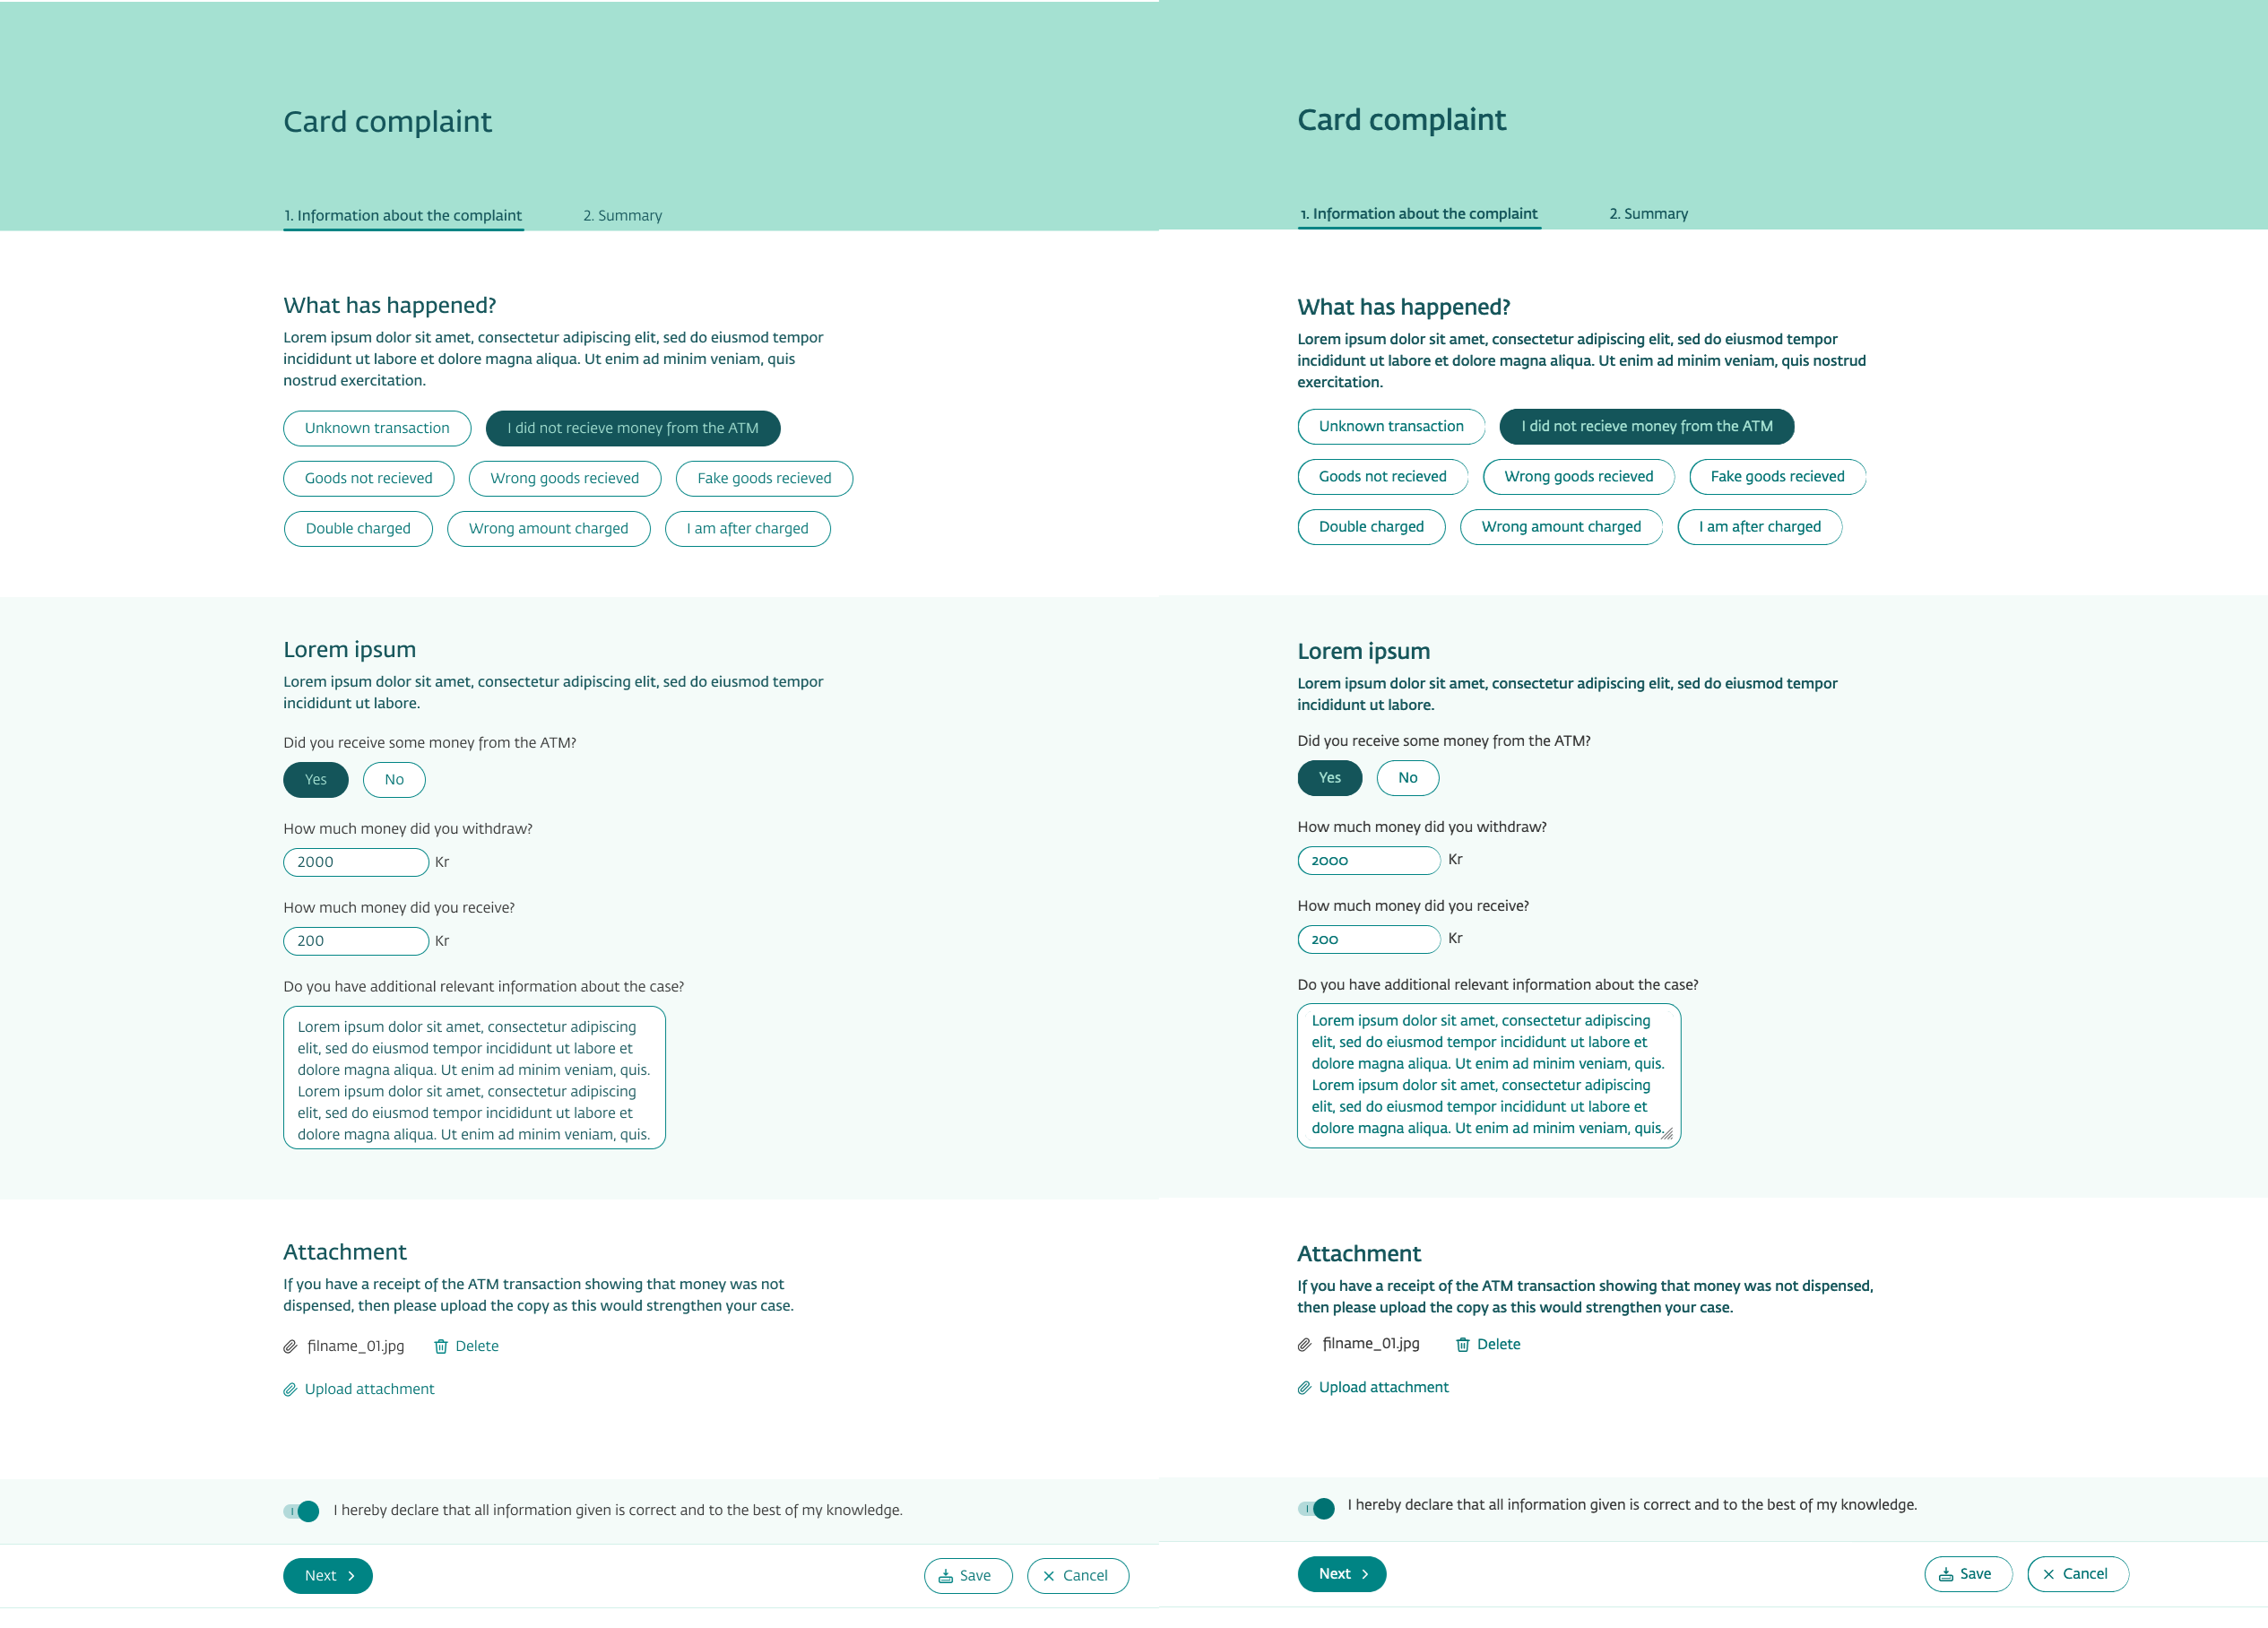 Card complaint
1. Information about the complaint
2. Summary
What has happened?
Lorem ipsum dolor sit amet, consectetur adipiscing elit, sed do eiusmod tempor
incididunt ut labore et dolore magna aliqua. Ut enim ad minim veniam, quis
nostrud exercitation.
Unknown transaction
I did not recieve money from the ATM
Goods not recieved
Wrong goods recieved
Fake goods recieved
Double charged
Wrong amount charged
I am after charged
Lorem ipsum
Lorem ipsum dolor sit amet, consectetur adipiscing elit, sed do eiusmod tempor
incididunt ut labore.
Did you receive some money from the ATM?
Yes
No
How much money did you withdraw?
2000 Kr
How much money did you receive?
200 Kr
Do you have additional relevant information about the case?
Lorem ipsum dolor sit amet, consectetur adipiscing
elit, sed do eiusmod tempor incididunt ut labore et
dolore magna aliqua. Ut enim ad minim veniam, quis.
Lorem ipsum dolor sit amet, consectetur adipiscing
elit, sed do eiusmod tempor incididunt ut labore et
dolore magna aliqua. Ut enim ad minim veniam, quis.
Attachment
If you have a receipt of the ATM transaction showing that money was not
dispensed, then please upload the copy as this would strengthen your case.
filname_01.jpg
Delete
Upload attachment
I hereby declare that all information given is correct and to the best of my knowledge.
Next
Save
Cancel
Card complaint
1. Information about the complaint
2. Summary
What has happened?
Lorem ipsum dolor sit amet, consectetur adipiscing elit, sed do eiusmod tempor
incididunt ut labore et dolore magna aliqua. Ut enim ad minim veniam, quis nostrud
exercitation.
Unknown transaction
I did not recieve money from the ATM
Goods not recieved
Wrong goods recieved
Fake goods recieved
Double charged
Wrong amount charged
I am after charged
Lorem ipsum
Lorem ipsum dolor sit amet, consectetur adipiscing elit, sed do eiusmod tempor
incididunt ut labore.
Did you receive some money from the ATM?
Yes
No
How much money did you withdraw?
2000 Kr
How much money did you receive?
200 Kr
Do you have additional relevant information about the case?
Lorem ipsum dolor sit amet, consectetur adipiscing
elit, sed do eiusmod tempor incididunt ut labore et
dolore magna aliqua. Ut enim ad minim veniam, quis.
Lorem ipsum dolor sit amet, consectetur adipiscing
elit, sed do eiusmod tempor incididunt ut labore et
dolore magna aliqua. Ut enim ad minim veniam, quis.
Attachment
If you have a receipt of the ATM transaction showing that money was not dispensed,
then please upload the copy as this would strengthen your case.
filname_01.jpg
Delete
Upload attachment
I hereby declare that all information given is correct and to the best of my knowledge.
Next
Save
Cancel